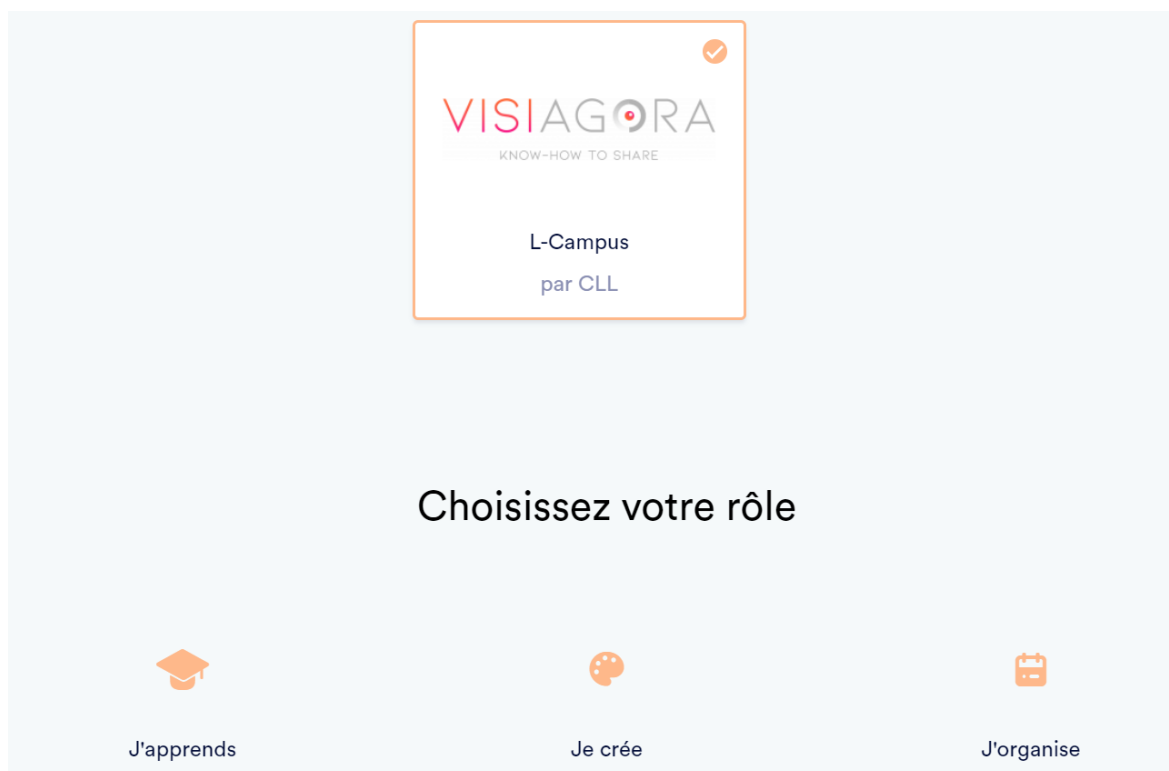 VISIAGORA
KNOW-HOW TO SHARE
L-Campus
par CLL
Choisissez votre rôle
J'apprends
Je crée
J'organise